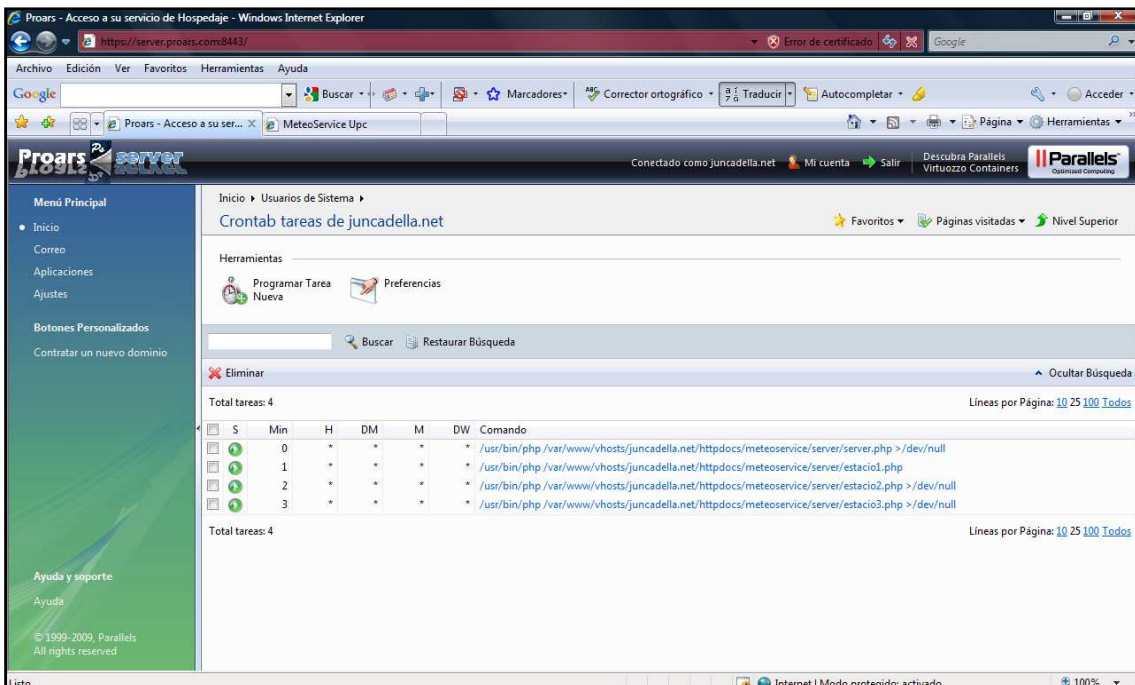 Proars - Acceso a su servicio de Hospedaje - Windows Internet Explorer
https://server.proars.com:8443/ Error de certificado Google
Archivo Edición Ver Favoritos Herramientas Ayuda
Google Buscar Marcadores ABC Corrector ortográfico Traducir Autocompletar Acceder
Proars - Acceso a su ser... X MeteoService Upc Página Herramientas
Proars server Conectado como juncadella.net Mi cuenta Salir Descubra Parallels Virtuozzo Containers Parallels Optimized Computing
Menú Principal
Inicio
Correo
Aplicaciones
Ajustes
Botones Personalizados
Contratar un nuevo dominio
Ayuda y soporte
Ayuda
© 1999-2009, Parallels
All rights reserved
Inicio Usuarios de Sistema
Crontab tareas de juncadella.net Favoritos Páginas visitadas Nivel Superior
Herramientas
Programar Tarea Nueva Preferencias
Buscar Restaurar Búsqueda
Eliminar Ocultar Búsqueda
Total tareas: 4 Líneas por Página: 10 25 100 Todos
S Min H DM M DW Comando
0 * * * * /usr/bin/php /var/www/vhosts/juncadella.net/httpdocs/meteoservice/server/server.php >/dev/null
1 * * * * /usr/bin/php /var/www/vhosts/juncadella.net/httpdocs/meteoservice/server/estacio1.php
2 * * * * /usr/bin/php /var/www/vhosts/juncadella.net/httpdocs/meteoservice/server/estacio2.php >/dev/null
3 * * * * /usr/bin/php /var/www/vhosts/juncadella.net/httpdocs/meteoservice/server/estacio3.php >/dev/null
Total tareas: 4 Líneas por Página: 10 25 100 Todos
Listo Internet | Modo protegido: activado 100%